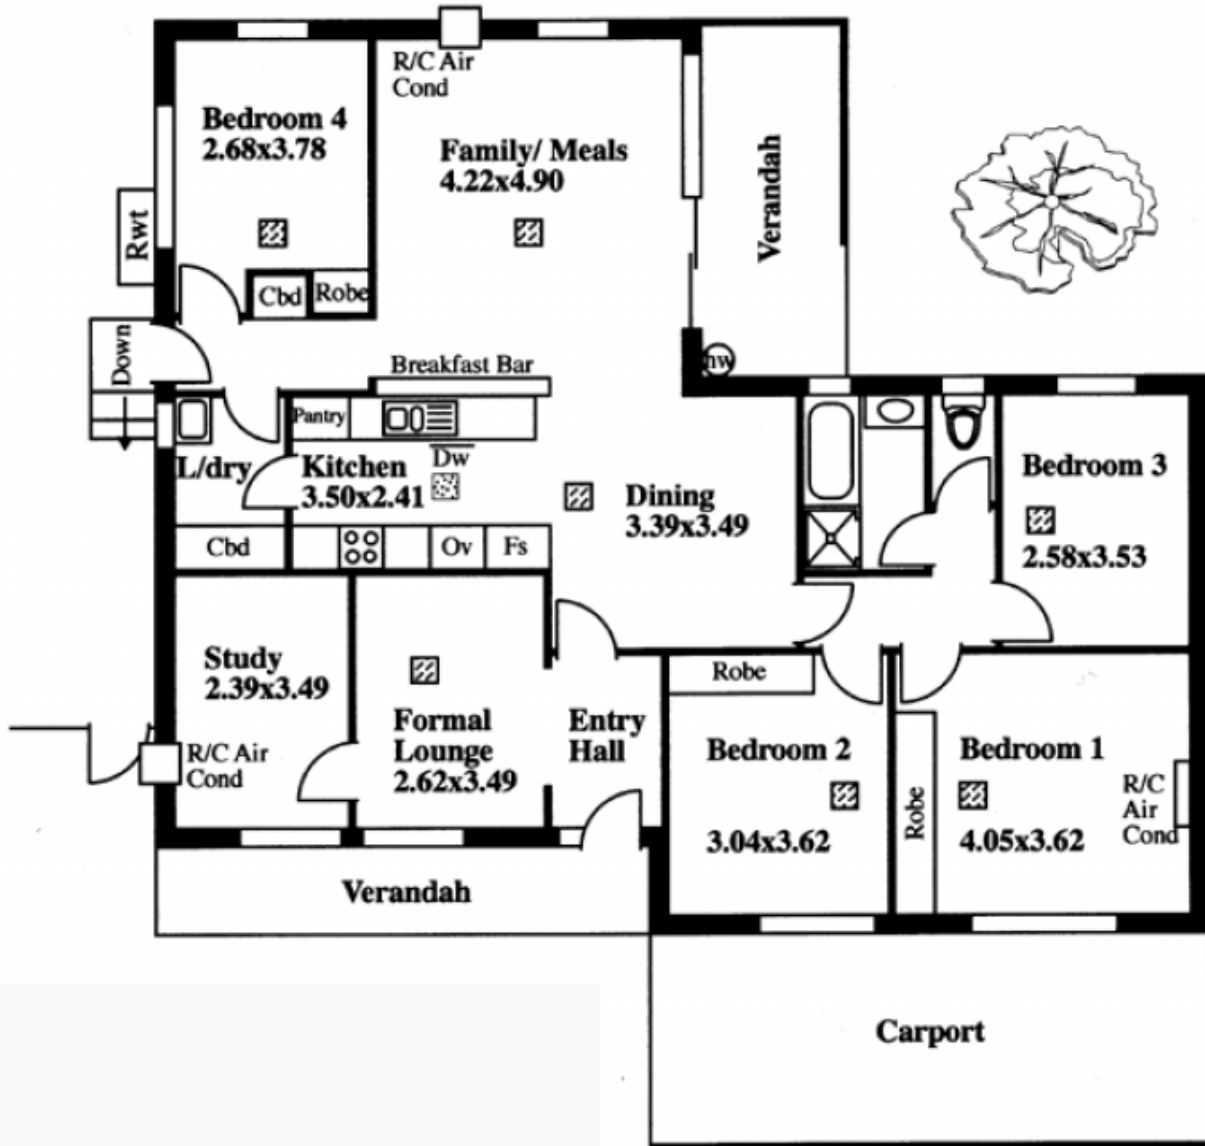 R/C Air
Cond
Bedroom 4
2.68x3.78
Family/ Meals
4.22x4.90
Verandah
Rwt
Cbd
Robe
Down
Breakfast Bar
hw
Pantry
Dw
L/dry
Kitchen
3.50x2.41
Dining
3.39x3.49
Bedroom 3
2.58x3.53
Cbd
Ov
Fs
Study
2.39x3.49
Formal
Lounge
2.62x3.49
Entry
Hall
Robe
R/C Air
Cond
Bedroom 2
3.04x3.62
Robe
Bedroom 1
4.05x3.62
R/C
Air
Cond
Verandah
Carport